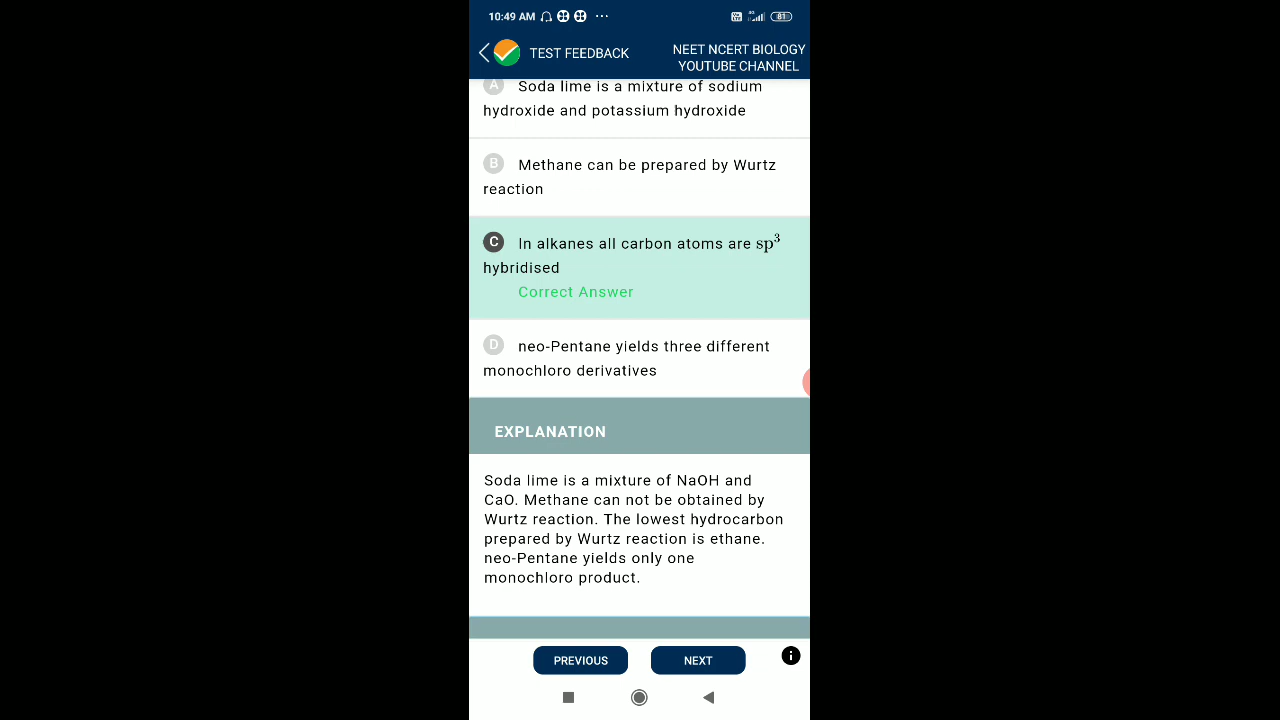 10:49 AM ... 81
TEST FEEDBACK
NEET NCERT BIOLOGY
YOUTUBE CHANNEL
A Soda lime is a mixture of sodium
hydroxide and potassium hydroxide
B Methane can be prepared by Wurtz
reaction
C In alkanes all carbon atoms are sp³
hybridised
Correct Answer
D neo-Pentane yields three different
monochloro derivatives
EXPLANATION
Soda lime is a mixture of NaOH and
CaO. Methane can not be obtained by
Wurtz reaction. The lowest hydrocarbon
prepared by Wurtz reaction is ethane.
neo-Pentane yields only one
monochloro product.
PREVIOUS
NEXT